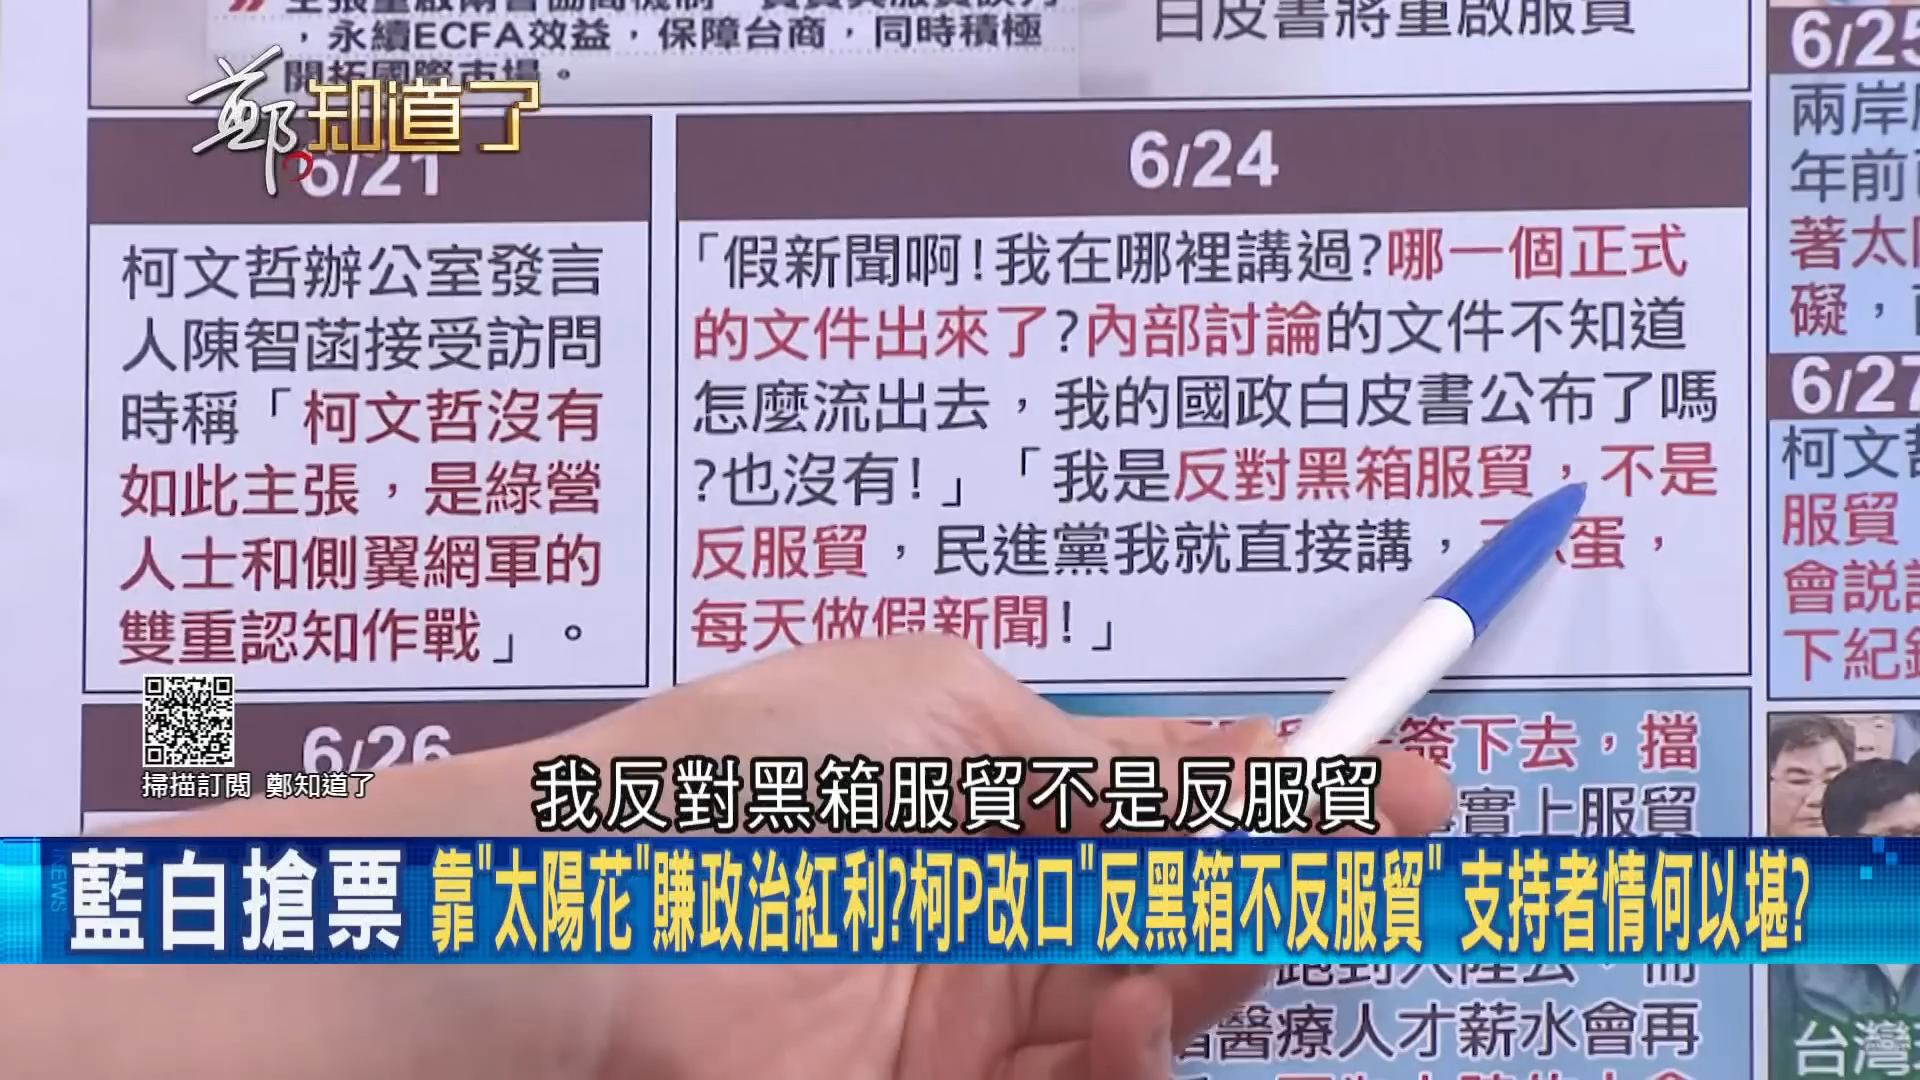 ，永續ECFA效益，保障台商，同時積極
開拓國際市場。
白皮書將重啟服貿
鄭知道了
6/21
柯文哲辦公室發言
人陳智菡接受訪問
時稱「柯文哲沒有
如此主張，是綠營
人士和側翼網軍的
雙重認知作戰」。
6/24
「假新聞啊!我在哪裡講過?哪一個正式
的文件出來了?內部討論的文件不知道
怎麼流出去，我的國政白皮書公布了嗎
?也沒有!」「我是反對黑箱服貿，不是
反服貿，民進黨我就直接講，蛋，
每天做假新聞!」
6/25
兩岸
年前
著太
礙，
6/27
柯文
服貿
會說
下紀
6/26
簽下去，擋
實上服貿
掃描訂閱 鄭知道了
我反對黑箱服貿不是反服貿
NEWS
藍白搶票
靠"太陽花"賺政治紅利?柯P改口"反黑箱不反服貿" 支持者情何以堪?
醫療人才薪水會再
台灣